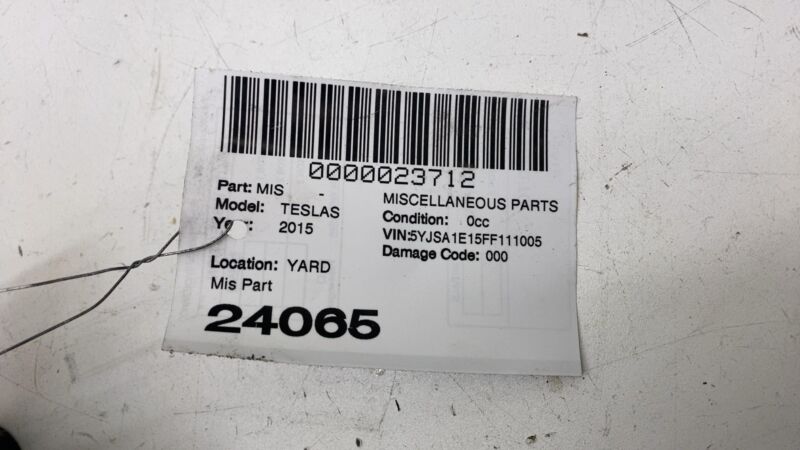 0000023712
Part: MIS -
MISCELLANEOUS PARTS
Model: TESLAS
Condition: 0cc
Year: 2015
VIN:5YJSA1E15FF111005
Damage Code: 000
Location: YARD
Mis Part
24065